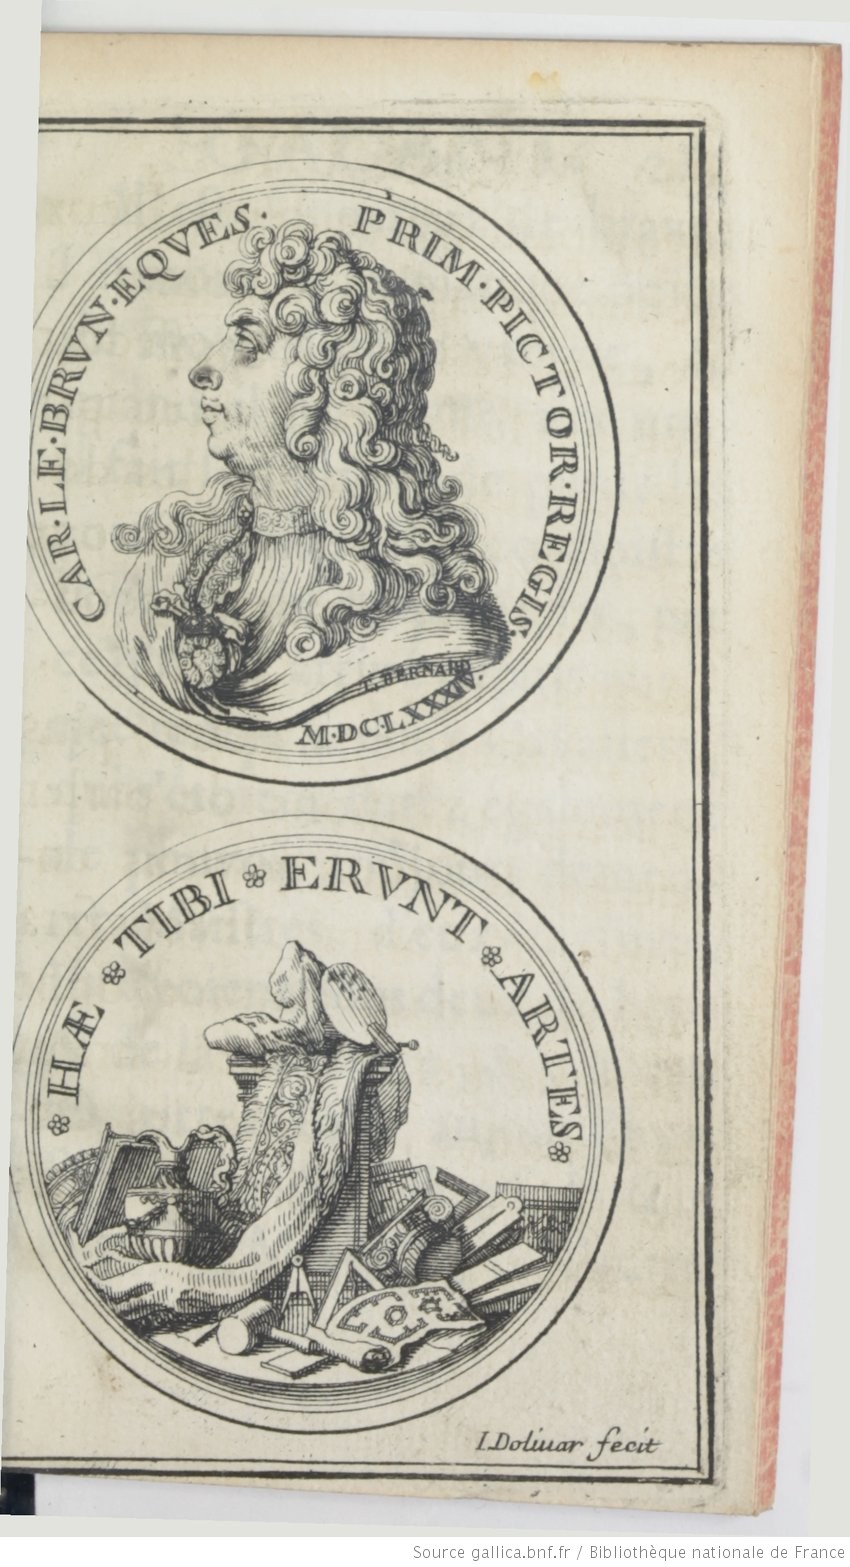 CAR·LE·BRVN·EQVES· PRIM·PICTOR·REGIS·
L·BERNARD
M·DC·LXXXIV·
HÆ TIBI ERVNT ARTES
I.Doliuar fecit
Source gallica.bnf.fr / Bibliothèque nationale de France